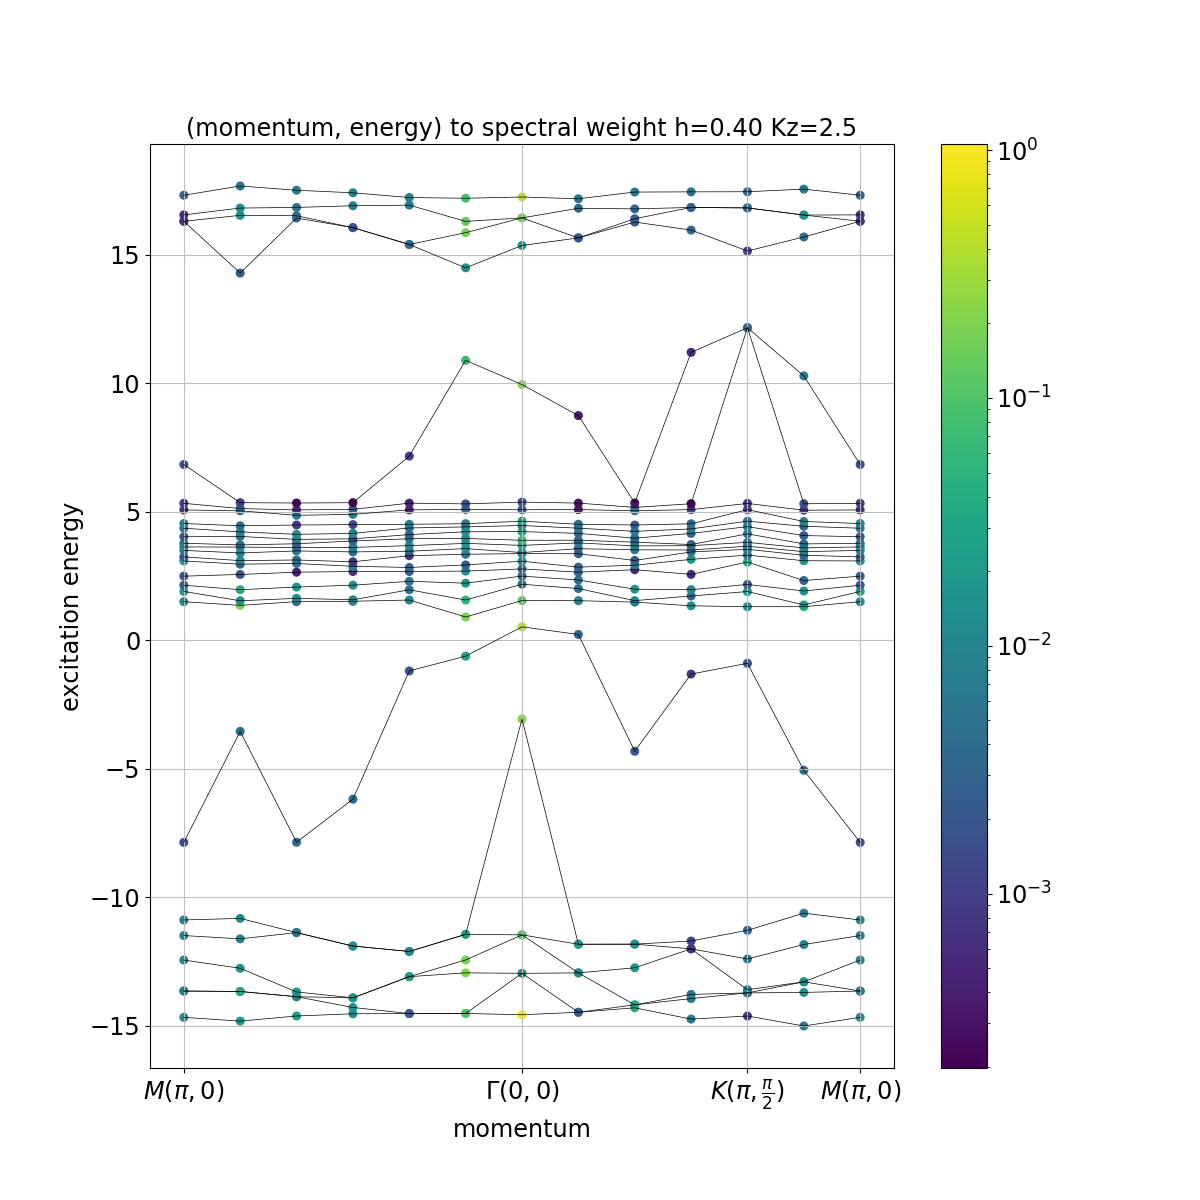 (momentum, energy) to spectral weight h=0.40 Kz=2.5
excitation energy
15
10
5
0
−5
−10
−15
M(π, 0)
Γ(0, 0)
K(π, π/2)
M(π, 0)
momentum
10⁰
10⁻¹
10⁻²
10⁻³